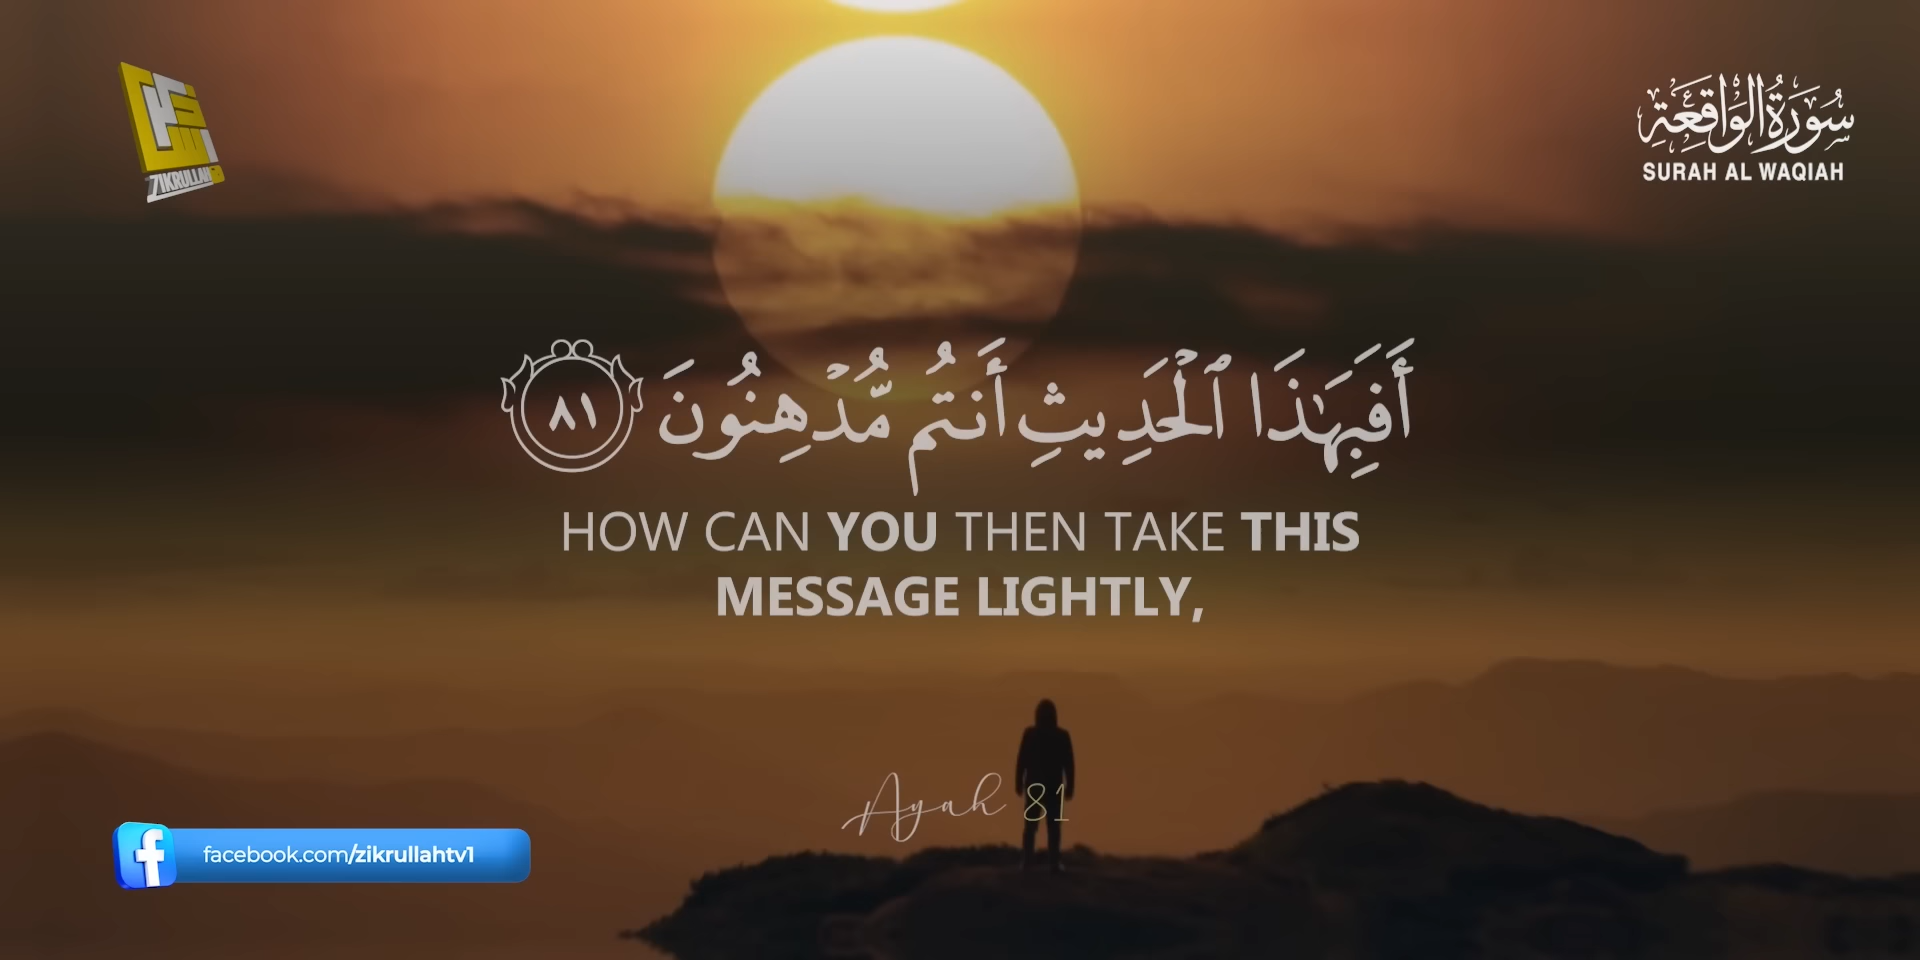 ZIKRULLAH
سُورَةُ الوَاقِعَةِ
SURAH AL WAQIAH
أَفَبِهَٰذَا ٱلْحَدِيثِ أَنتُم مُّدْهِنُونَ ٨١
HOW CAN YOU THEN TAKE THIS
MESSAGE LIGHTLY,
Ayah 81
facebook.com/zikrullahtv1